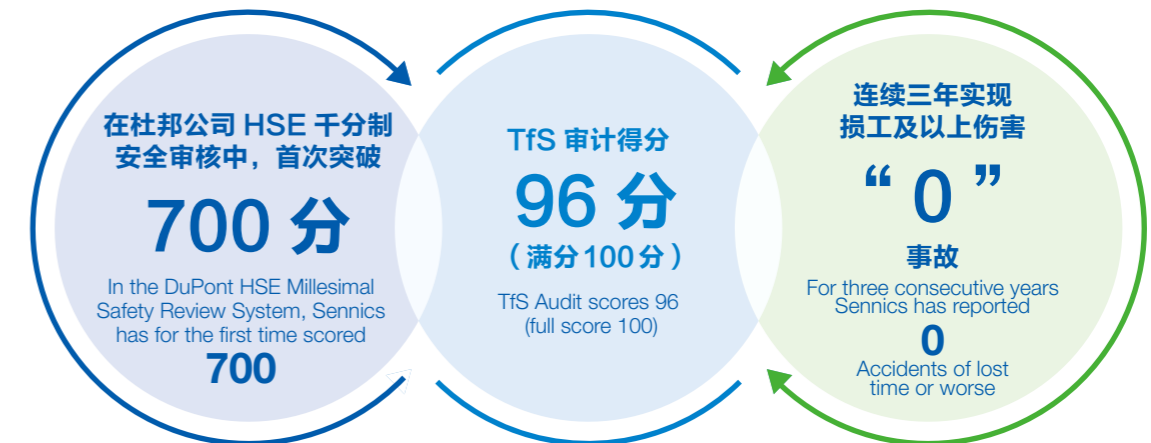 在杜邦公司 HSE 千分制
安全审核中，首次突破
700 分
In the DuPont HSE Millesimal
Safety Review System, Sennics
has for the first time scored
700
TfS 审计得分
96 分
（满分100分）
TfS Audit scores 96
(full score 100)
连续三年实现
损工及以上伤害
“ 0 ”
事故
For three consecutive years
Sennics has reported
0
Accidents of lost
time or worse